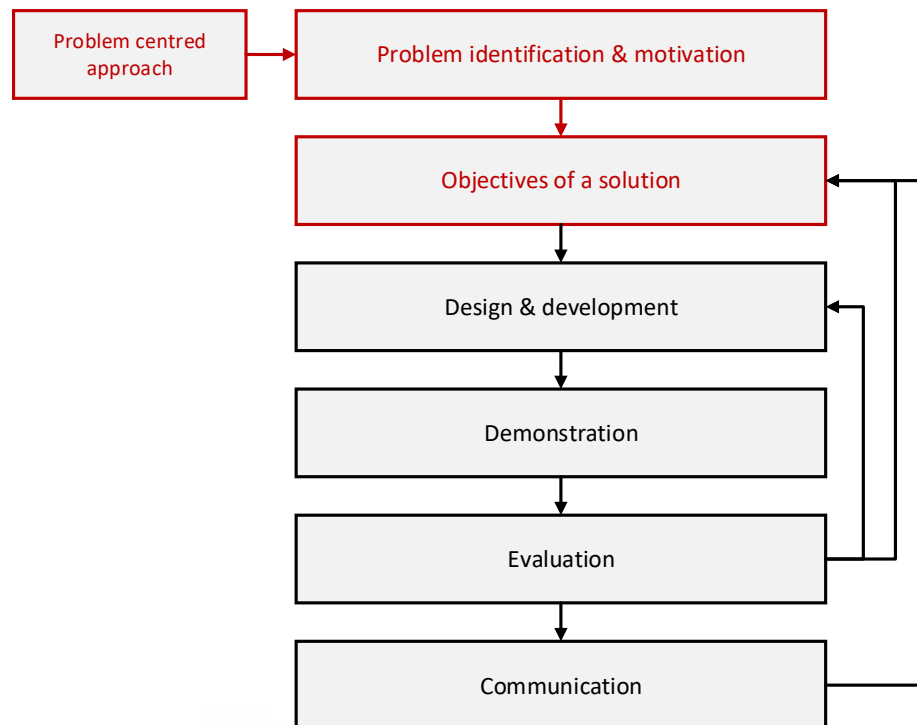 Problem centred
approach
Problem identification & motivation
Objectives of a solution
Design & development
Demonstration
Evaluation
Communication